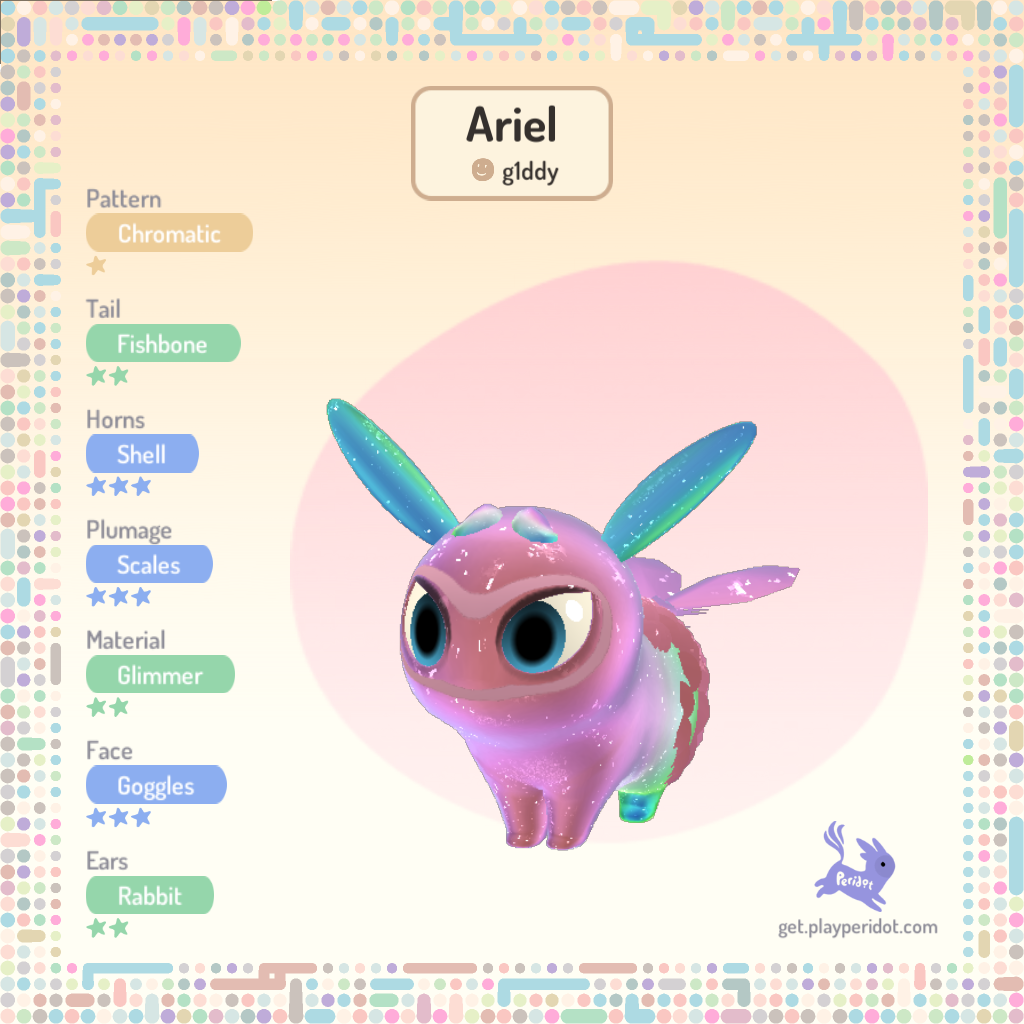 Ariel
g1ddy
Pattern
Chromatic
Tail
Fishbone
Horns
Shell
Plumage
Scales
Material
Glimmer
Face
Goggles
Ears
Rabbit
Peridot
get.playperidot.com